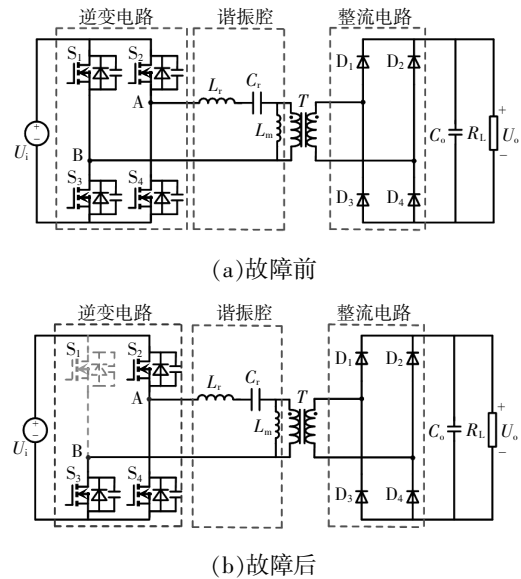 逆变电路 谐振腔 整流电路
S1 S2 D1 D2
Lr Cr T
A
Lm
+
Ui B Co RL Uo
−
S3 S4 D3 D4
(a)故障前
逆变电路 谐振腔 整流电路
S1 S2 D1 D2
Lr Cr T
A
Lm
+
Ui B Co RL Uo
−
S3 S4 D3 D4
(b)故障后